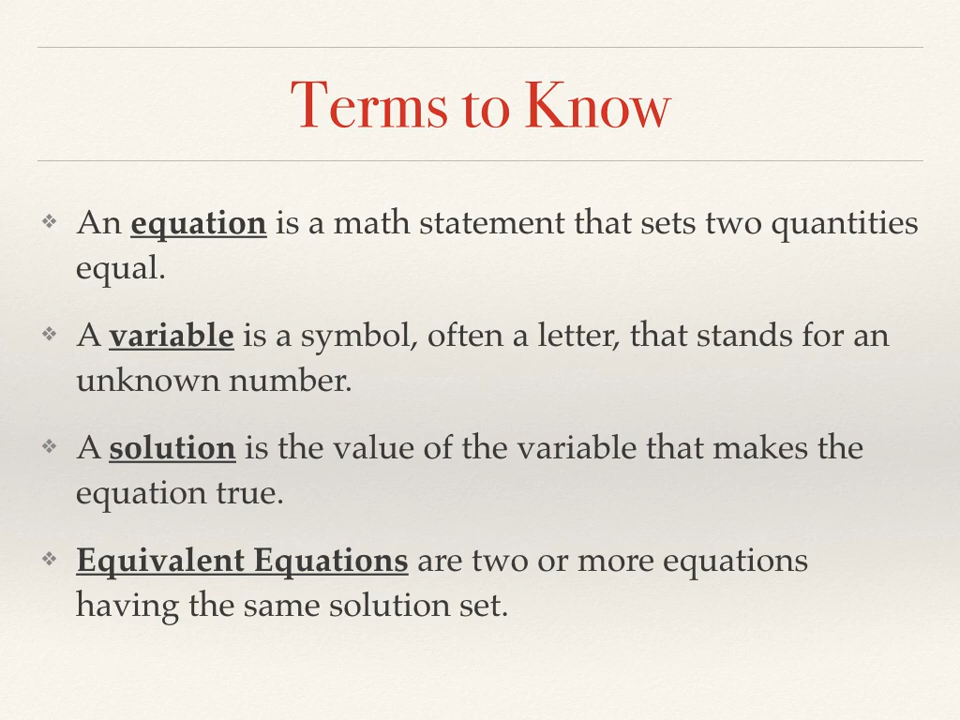 Terms to Know
❖ An equation is a math statement that sets two quantities
equal.
❖ A variable is a symbol, often a letter, that stands for an
unknown number.
❖ A solution is the value of the variable that makes the
equation true.
❖ Equivalent Equations are two or more equations
having the same solution set.